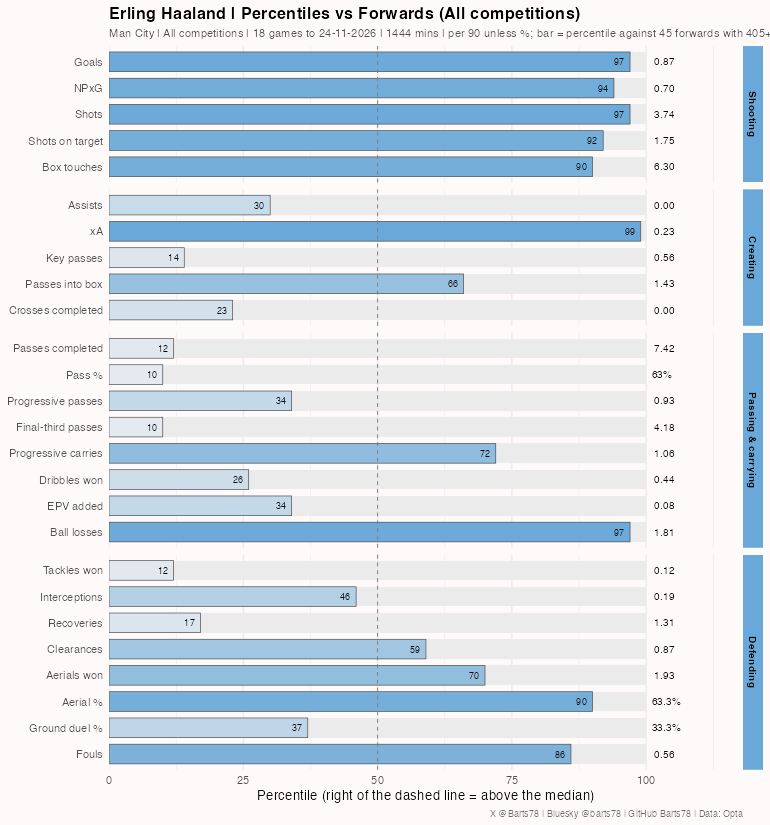 Erling Haaland | Percentiles vs Forwards (All competitions)
Man City | All competitions | 18 games to 24-11-2026 | 1444 mins | per 90 unless %; bar = percentile against 45 forwards with 405+
Shooting
Goals 97 0.87
NPxG 94 0.70
Shots 97 3.74
Shots on target 92 1.75
Box touches 90 6.30
Creating
Assists 30 0.00
xA 99 0.23
Key passes 14 0.56
Passes into box 66 1.43
Crosses completed 23 0.00
Passing & carrying
Passes completed 12 7.42
Pass % 10 63%
Progressive passes 34 0.93
Final-third passes 10 4.18
Progressive carries 72 1.06
Dribbles won 26 0.44
EPV added 34 0.08
Ball losses 97 1.81
Defending
Tackles won 12 0.12
Interceptions 46 0.19
Recoveries 17 1.31
Clearances 59 0.87
Aerials won 70 1.93
Aerial % 90 63.3%
Ground duel % 37 33.3%
Fouls 86 0.56
0 25 50 75 100
Percentile (right of the dashed line = above the median)
X @Barts78 | Bluesky @barts78 | GitHub Barts78 | Data: Opta